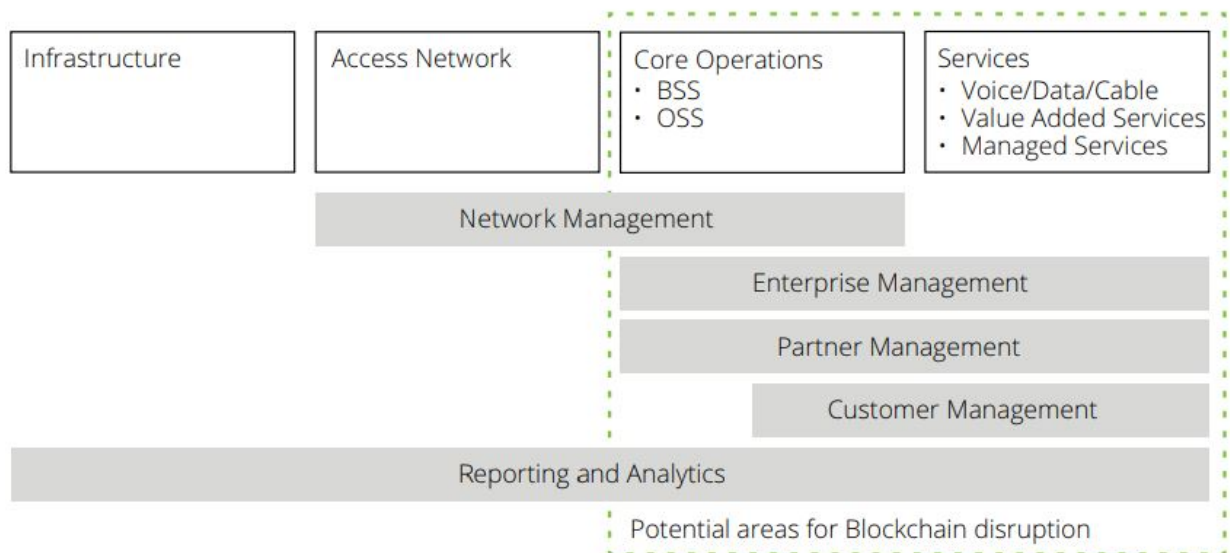 Infrastructure
Access Network
Core Operations
• BSS
• OSS
Services
• Voice/Data/Cable
• Value Added Services
• Managed Services
Network Management
Enterprise Management
Partner Management
Customer Management
Reporting and Analytics
Potential areas for Blockchain disruption